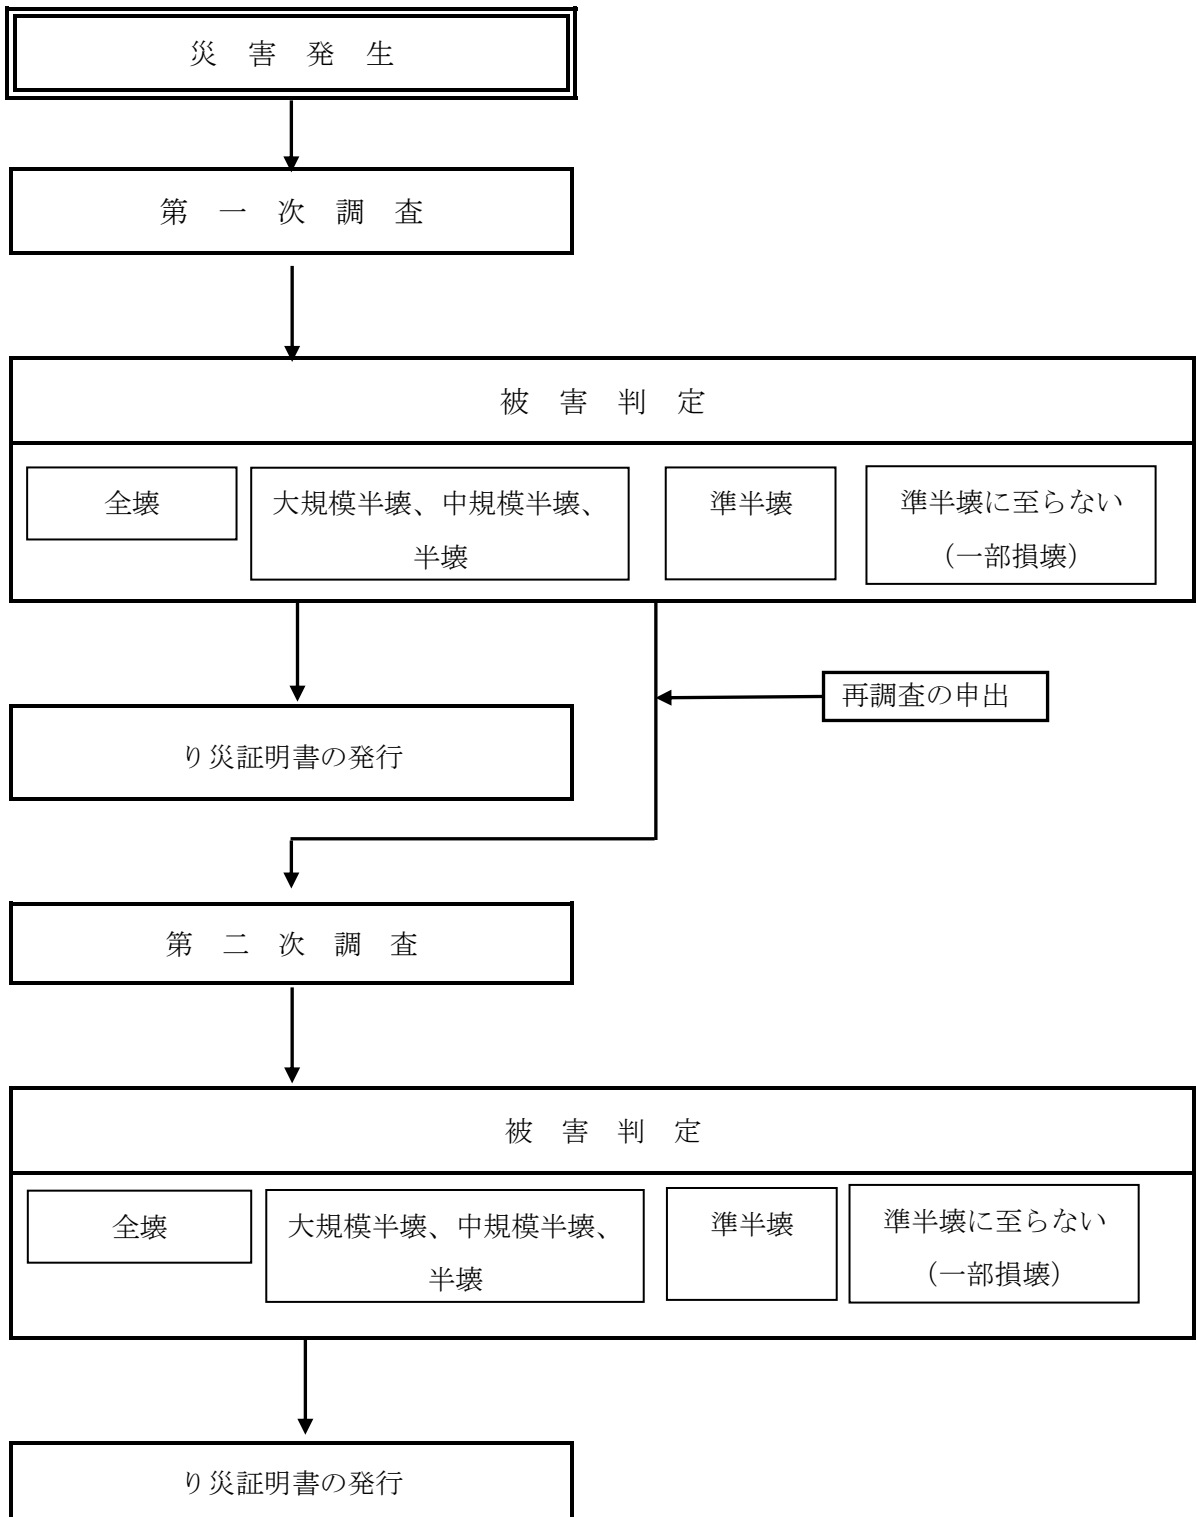 災　害　発　生
第　一　次　調　査
被　害　判　定
全壊
大規模半壊、中規模半壊、
半壊
準半壊
準半壊に至らない
（一部損壊）
再調査の申出
り災証明書の発行
第　二　次　調　査
被　害　判　定
全壊
大規模半壊、中規模半壊、
半壊
準半壊
準半壊に至らない
（一部損壊）
り災証明書の発行